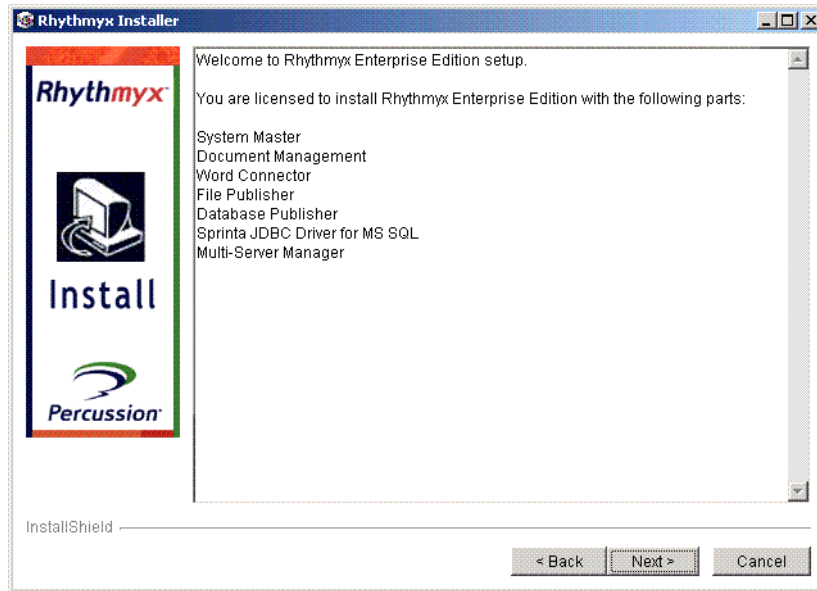 Rhythmyx Installer
Rhythmyx
Install
Percussion
Welcome to Rhythmyx Enterprise Edition setup.
You are licensed to install Rhythmyx Enterprise Edition with the following parts:
System Master
Document Management
Word Connector
File Publisher
Database Publisher
Sprinta JDBC Driver for MS SQL
Multi-Server Manager
InstallShield
< Back
Next >
Cancel